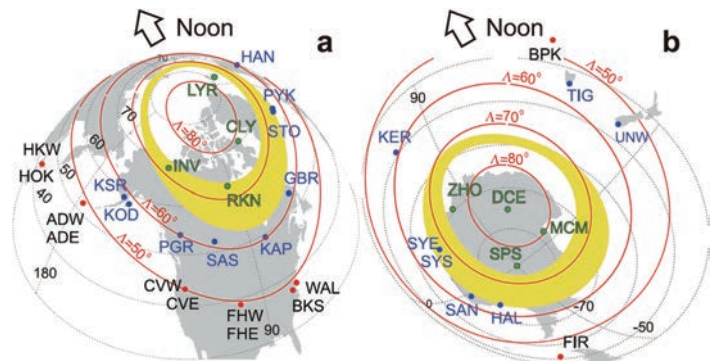 Noon
a
HAN
70
LYR
PYK
STO
CLY
Λ=80°
70
60
INV
HKW
HOK
50
40
KSR
KOD
RKN
GBR
ADW
ADE
Λ=60°
PGR
SAS
KAP
Λ=50°
180
CVW
CVE
WAL
BKS
FHW
FHE
90
Noon
b
BPK
Λ=50°
TIG
Λ=60°
90
UNW
KER
Λ=70°
Λ=80°
ZHO
DCE
MCM
SYE
SYS
SPS
0
SAN
HAL
-70
-50
FIR